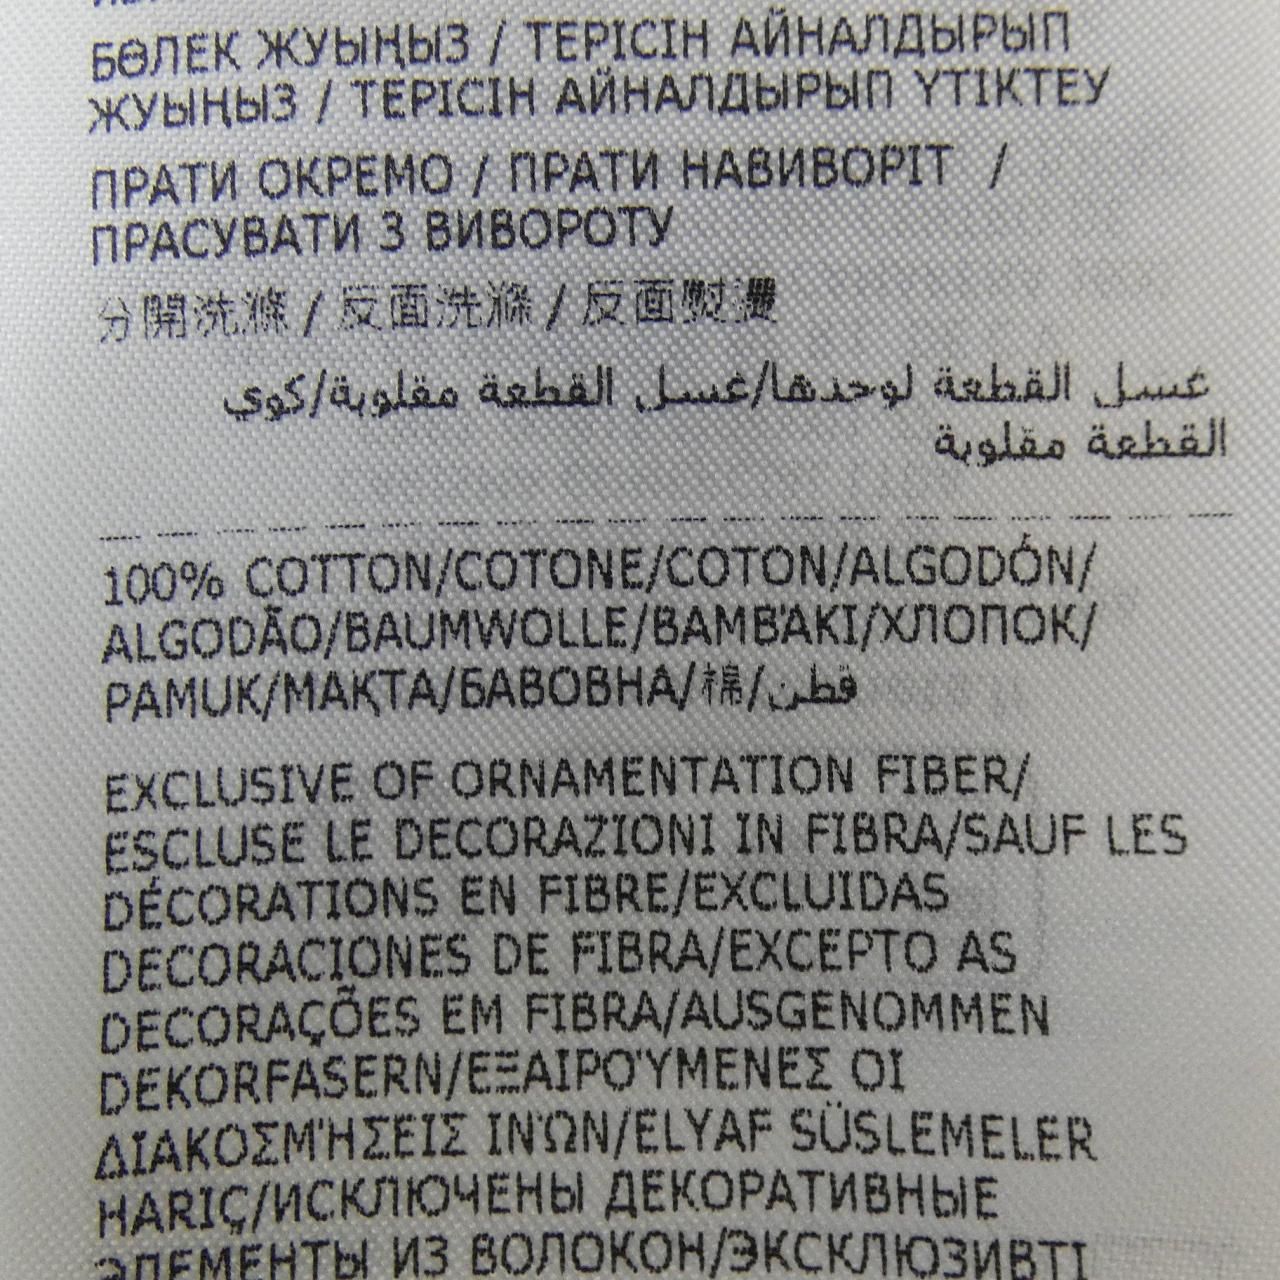 БӨЛЕК ЖУЫҢЫЗ / ТЕРІСІН АЙНАЛДЫРЫП
ЖУЫҢЫЗ / ТЕРІСІН АЙНАЛДЫРЫП ҮТІКТЕУ
ПРАТИ ОКРЕМО / ПРАТИ НАВИВОРІТ /
ПРАСУВАТИ З ВИВОРОТУ
分開洗滌 / 反面洗滌 / 反面熨燙
غسل القطعة لوحدها/غسل القطعة مقلوبة/كوي
القطعة مقلوبة
100% COTTON/COTONE/COTON/ALGODÓN/
ALGODÃO/BAUMWOLLE/ΒΑΜΒΆΚΙ/ХЛОПОК/
PAMUK/МАҚТА/БАВОВНА/棉/قطن
EXCLUSIVE OF ORNAMENTATION FIBER/
ESCLUSE LE DECORAZIONI IN FIBRA/SAUF LES
DÉCORATIONS EN FIBRE/EXCLUIDAS
DECORACIONES DE FIBRA/EXCEPTO AS
DECORAÇÕES EM FIBRA/AUSGENOMMEN
DEKORFASERN/ΕΞΑΙΡΟΎΜΕΝΕΣ ΟΙ
ΔΙΑΚΟΣΜΉΣΕΙΣ ΙΝΏΝ/ELYAF SÜSLEMELER
HARIÇ/ИСКЛЮЧЕНЫ ДЕКОРАТИВНЫЕ
ЭЛЕМЕНТЫ ИЗ ВОЛОКОН/ЭКСКЛЮЗИВТІ